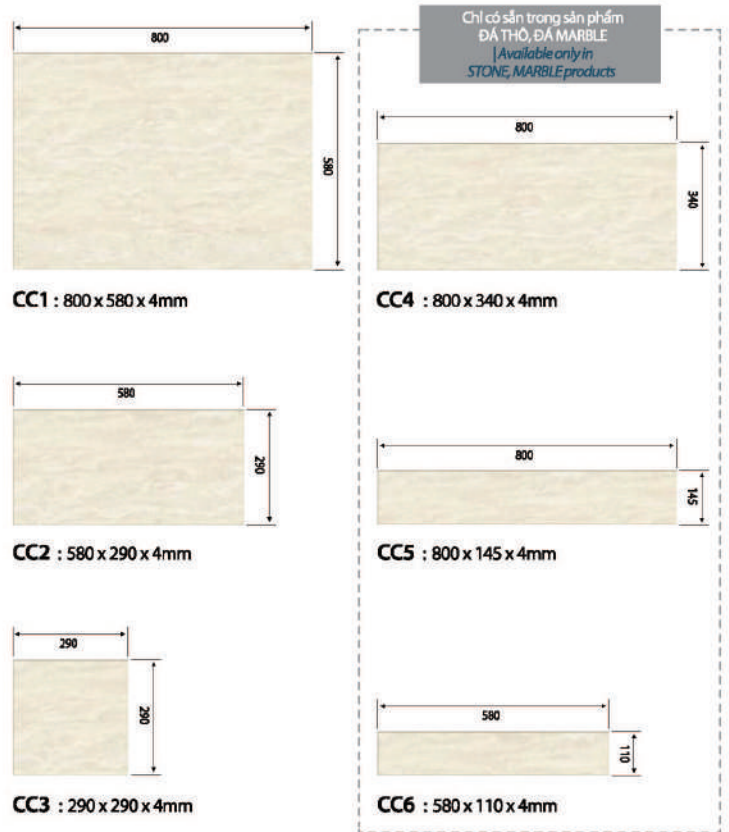 800
580
CC1 : 800 x 580 x 4mm
580
290
CC2 : 580 x 290 x 4mm
290
290
CC3 : 290 x 290 x 4mm
Chỉ có sẵn trong sản phẩm
ĐÁ THÔ, ĐÁ MARBLE
| Available only in
STONE, MARBLE products
800
340
CC4 : 800 x 340 x 4mm
800
145
CC5 : 800 x 145 x 4mm
580
110
CC6 : 580 x 110 x 4mm